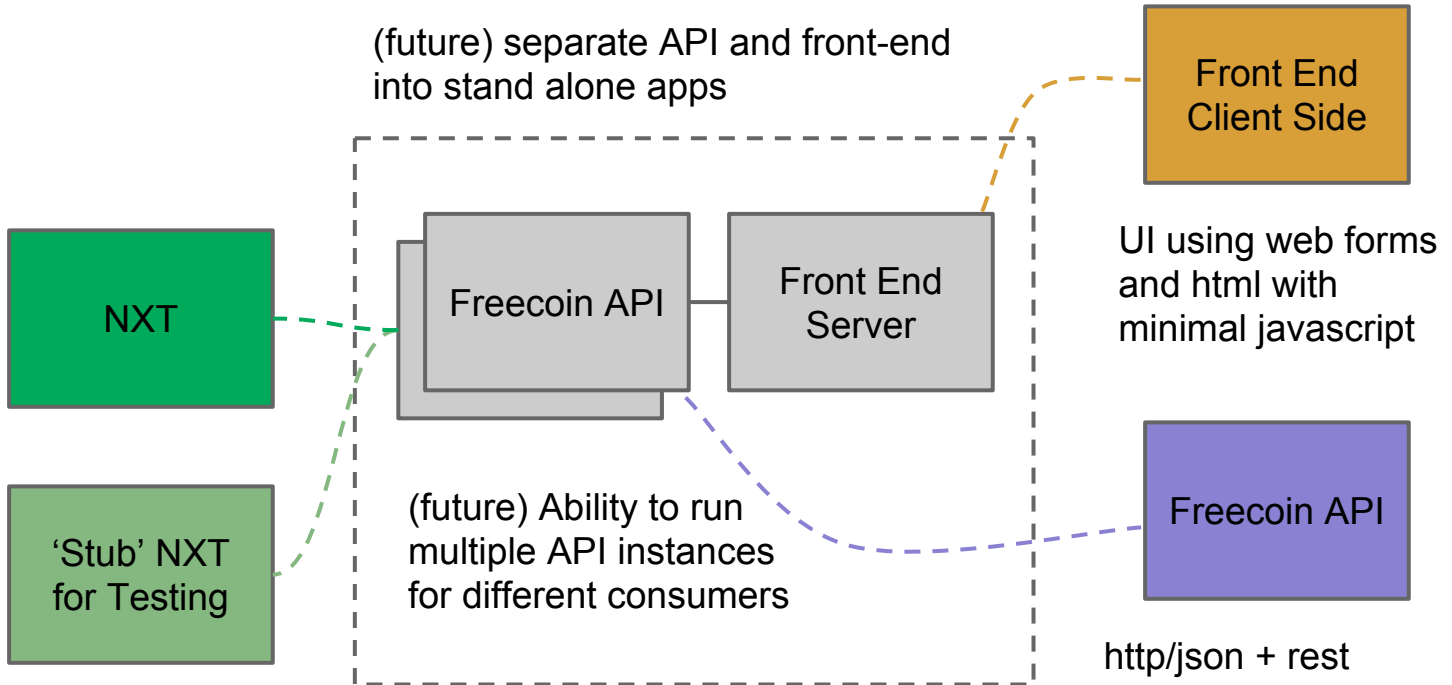 (future) separate API and front-end
into stand alone apps
Front End
Client Side
NXT
Freecoin API
Front End
Server
UI using web forms
and html with
minimal javascript
‘Stub’ NXT
for Testing
(future) Ability to run
multiple API instances
for different consumers
Freecoin API
http/json + rest